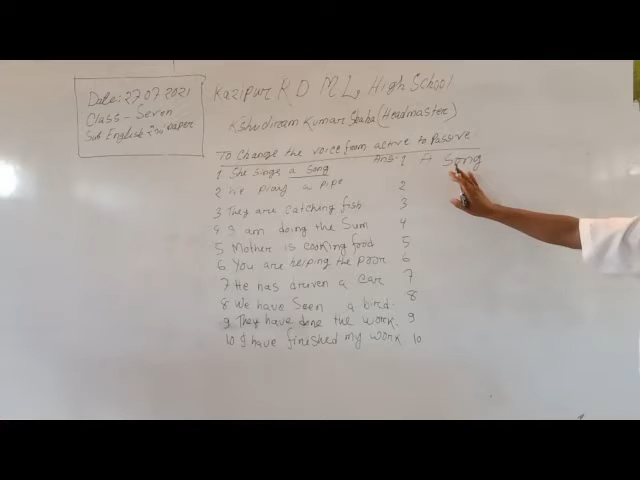 Date: 27.07.2021
Class - Seven
Sub English 2nd paper
Kazipur R D M L High School
Kshudiram Kumar Shaha (Headmaster)
To change the voice from active to Passive
1 She sings a song
2 We play a pipe
3 They are catching fish
4 I am doing the Sum
5 Mother is cooking food
6 You are helping the poor
7 He has driven a car
8 We have Seen a bird.
9 They have done the work.
10 I have finished my work
Ans: 1 A Song
2
3
4
5
6
7
8
9
10